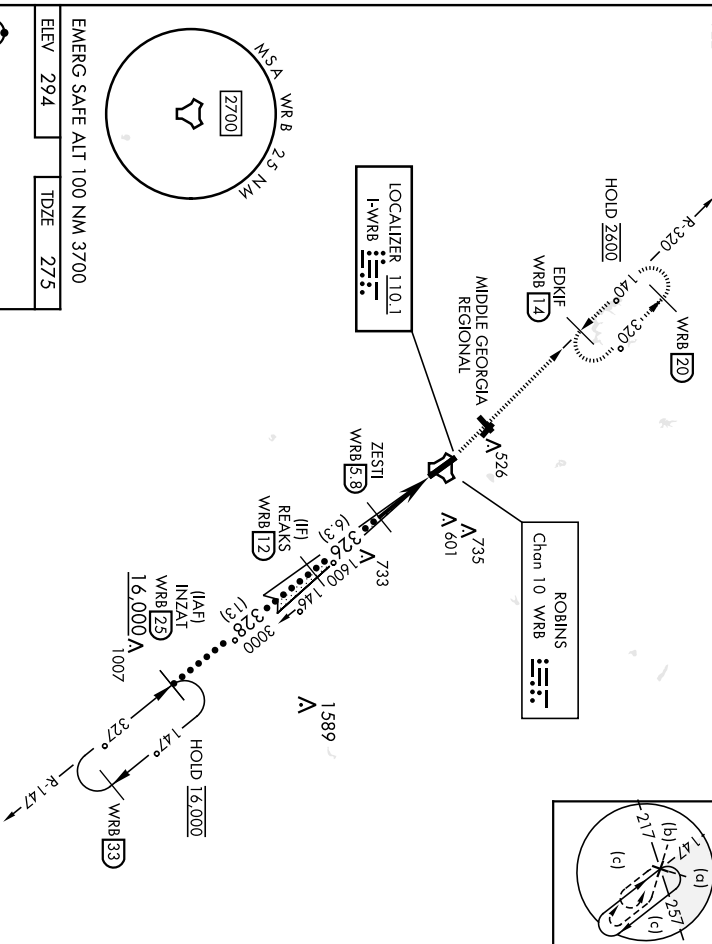 R-320
HOLD 2600
140°
320°
WRB 20
EDKIF
WRB 14
MIDDLE GEORGIA
REGIONAL
526
LOCALIZER 110.1
I-WRB
735
601
ROBINS
Chan 10 WRB
ZESTI
WRB 5.8
(6.3)
326°
1600
733
(IF)
REAKS
WRB 12
146°
3000
328°
(13)
(IAF)
INZAT
WRB 25
16,000
1007
1589
327°
147°
HOLD 16,000
R-147
WRB 33
MSA WRB 25 NM
2700
EMERG SAFE ALT 100 NM 3700
ELEV 294
TDZE 275
147°
(a)
(b)
217
(c)
257
(c)